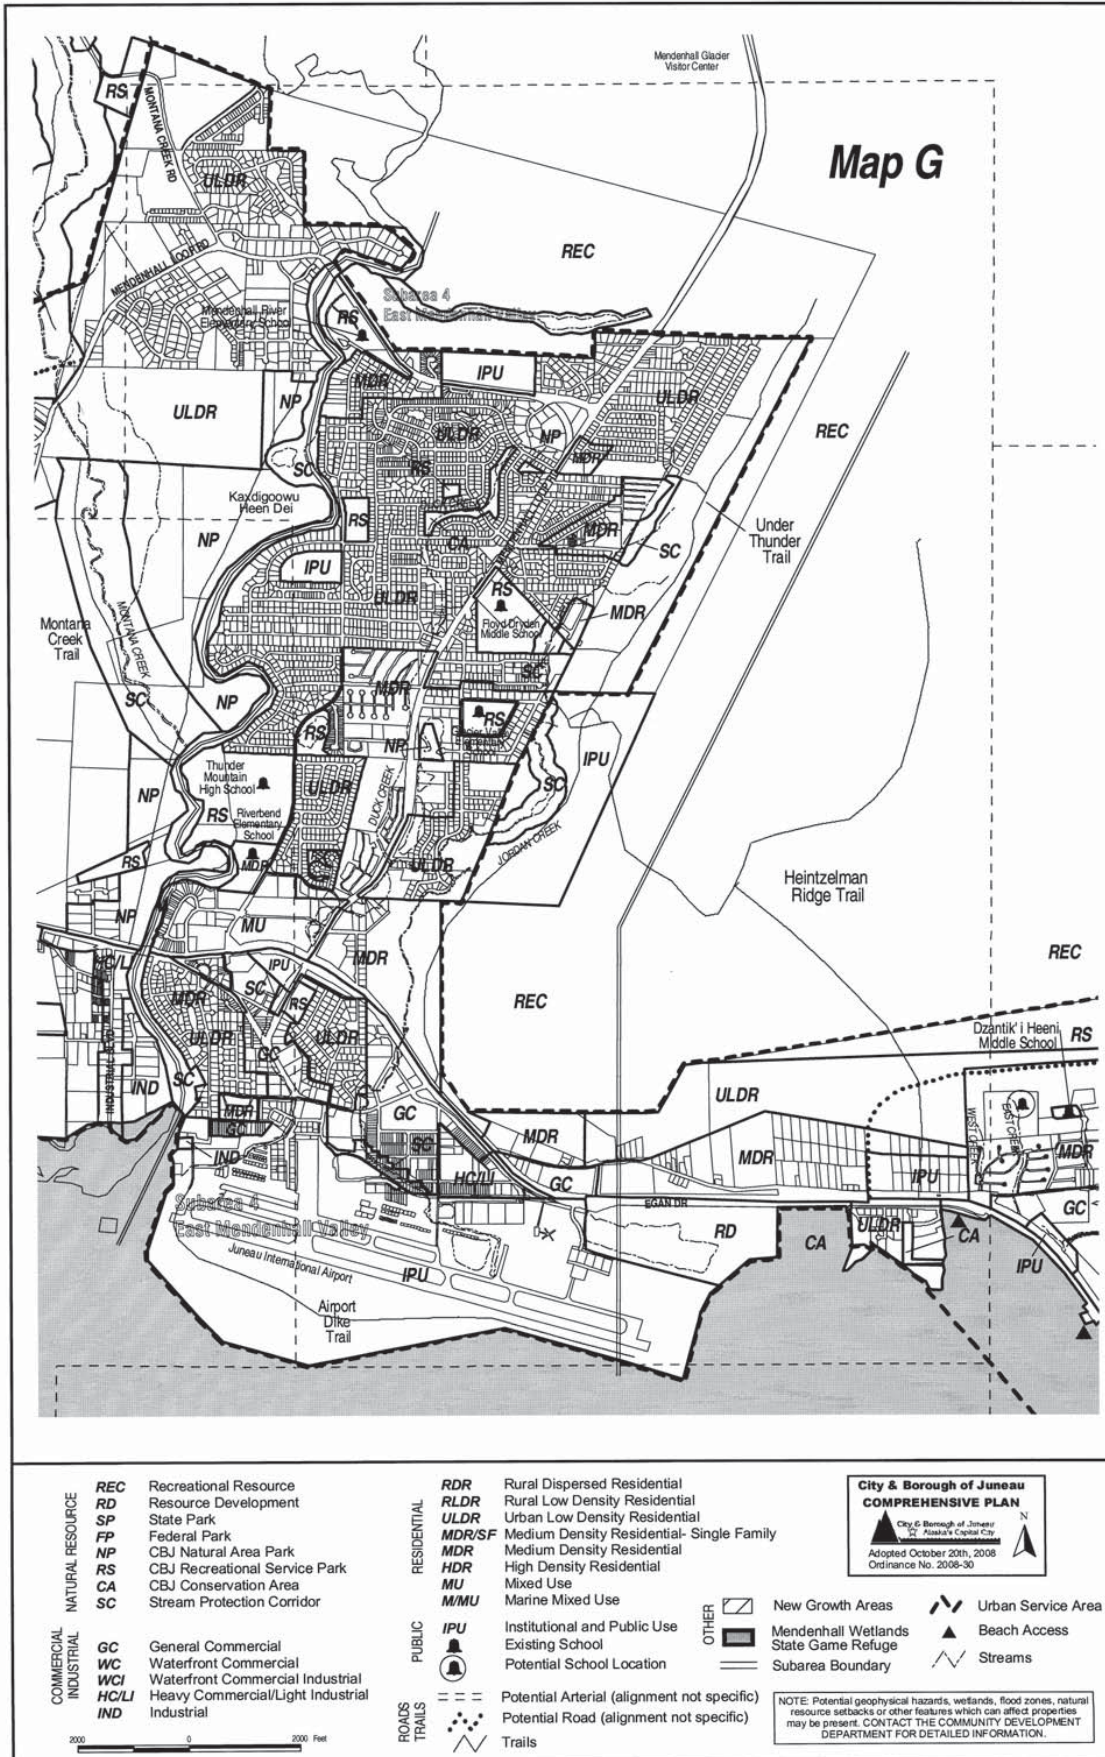 Mendenhall Glacier
Visitor Center
Map G
RS
MONTANA CREEK RD
ULDR
REC
MENDENHALL LOOP RD
Mendenhall River
Elementary School
RS
Subarea 4
East Mendenhall Valley
MDR
IPU
ULDR
NP
ULDR
ULDR
NP
REC
RS
MDR
SC
Kaxdigoowu
Heen Dei
RS
MDR
Under
Thunder
Trail
NP
CA
SC
IPU
ULDR
RS
Floyd Dryden
Middle School
MDR
Montana
Creek
Trail
MONTANA CREEK
SC
MDR
SC
NP
RS
RS
NP
Glacier Valley
Elementary
School
IPU
Thunder
Mountain
High School
ULDR
SC
NP
DUCK CREEK
RS
Riverbend
Elementary
School
JORDAN CREEK
RS
MDR
ULDR
Heintzelman
Ridge Trail
NP
MU
REC
HC/LI
IPU
MDR
SC
MDR
RS
REC
ULDR
ULDR
Dzantik' i Heeni
Middle School
RS
GC
INDUSTRIAL BLVD
IND
SC
ULDR
MDR
GC
GC
WEST CREEK
EAST CREEK
MDR
SC
MDR
MDR
IND
HC/LI
GC
IPU
EGAN DR
GC
Subarea 4
East Mendenhall Valley
RD
CA
ULDR
CA
Juneau International Airport
IPU
IPU
Airport
Dike
Trail
NATURAL RESOURCE
REC Recreational Resource
RD Resource Development
SP State Park
FP Federal Park
NP CBJ Natural Area Park
RS CBJ Recreational Service Park
CA CBJ Conservation Area
SC Stream Protection Corridor
COMMERCIAL
INDUSTRIAL
GC General Commercial
WC Waterfront Commercial
WCI Waterfront Commercial Industrial
HC/LI Heavy Commercial/Light Industrial
IND Industrial
2000 0 2000 Feet
RESIDENTIAL
RDR Rural Dispersed Residential
RLDR Rural Low Density Residential
ULDR Urban Low Density Residential
MDR/SF Medium Density Residential- Single Family
MDR Medium Density Residential
HDR High Density Residential
MU Mixed Use
M/MU Marine Mixed Use
PUBLIC
IPU Institutional and Public Use
Existing School
Potential School Location
ROADS
TRAILS
Potential Arterial (alignment not specific)
Potential Road (alignment not specific)
Trails
OTHER
New Growth Areas
Mendenhall Wetlands
State Game Refuge
Subarea Boundary
Urban Service Area
Beach Access
Streams
City & Borough of Juneau
COMPREHENSIVE PLAN
City & Borough of Juneau
Alaska's Capital City
N
Adopted October 20th, 2008
Ordinance No. 2008-30
NOTE: Potential geophysical hazards, wetlands, flood zones, natural
resource setbacks or other features which can affect properties
may be present. CONTACT THE COMMUNITY DEVELOPMENT
DEPARTMENT FOR DETAILED INFORMATION.